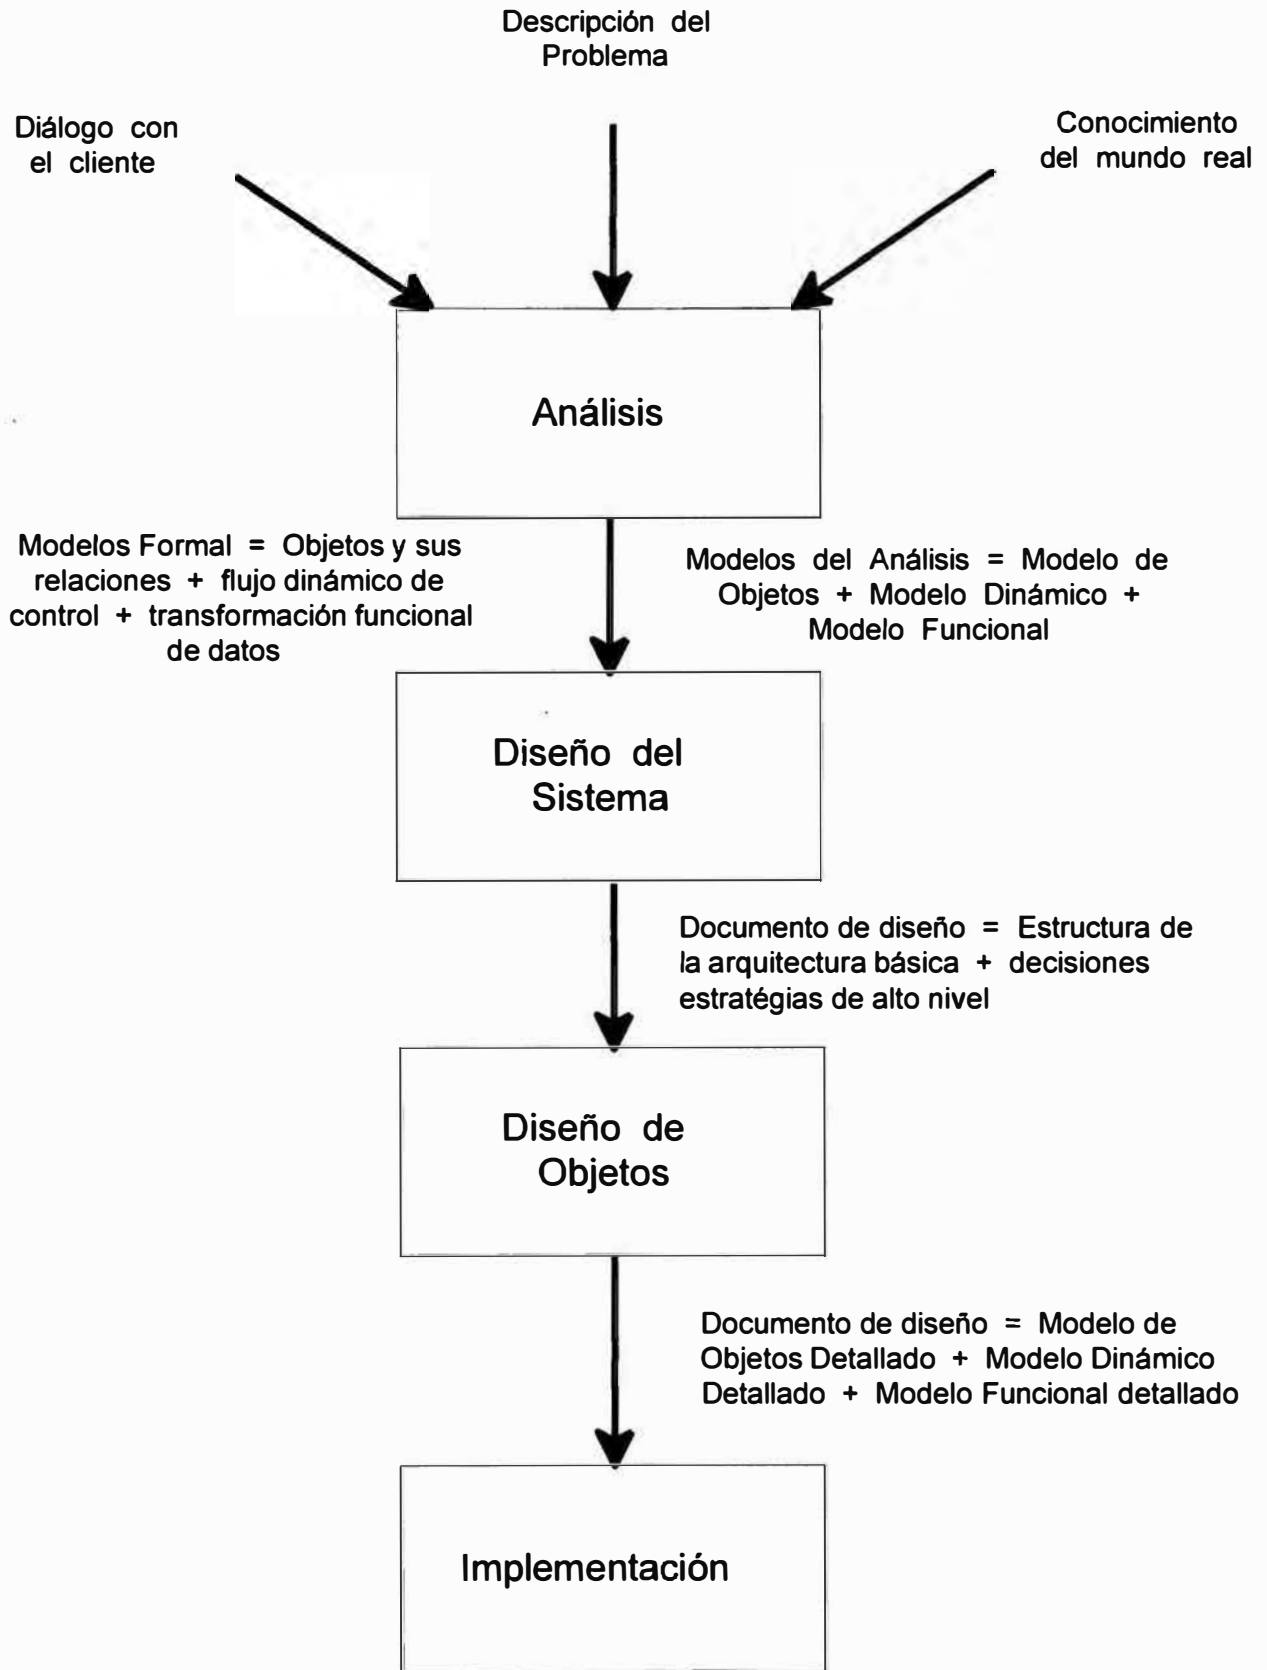 Descripción del
Problema
Diálogo con
el cliente
Conocimiento
del mundo real
Análisis
Modelos Formal = Objetos y sus
relaciones + flujo dinámico de
control + transformación funcional
de datos
Modelos del Análisis = Modelo de
Objetos + Modelo Dinámico +
Modelo Funcional
Diseño del
Sistema
Documento de diseño = Estructura de
la arquitectura básica + decisiones
estratégias de alto nivel
Diseño de
Objetos
Documento de diseño = Modelo de
Objetos Detallado + Modelo Dinámico
Detallado + Modelo Funcional detallado
Implementación